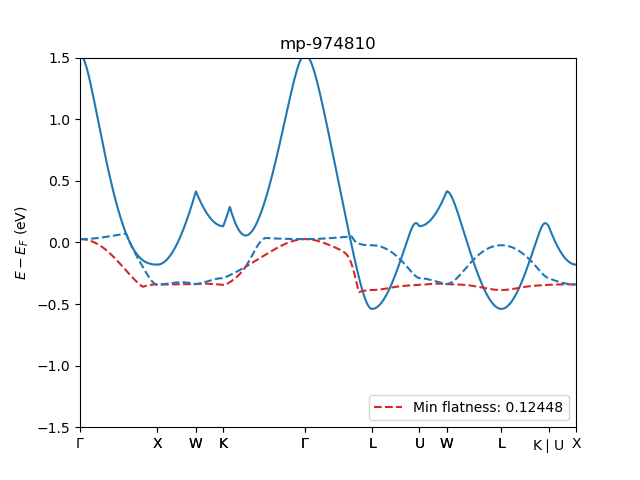 mp-974810
E − E_F (eV)
1.5
1.0
0.5
0.0
−0.5
−1.0
−1.5
Min flatness: 0.12448
Γ X W K Γ L U W L K | U X